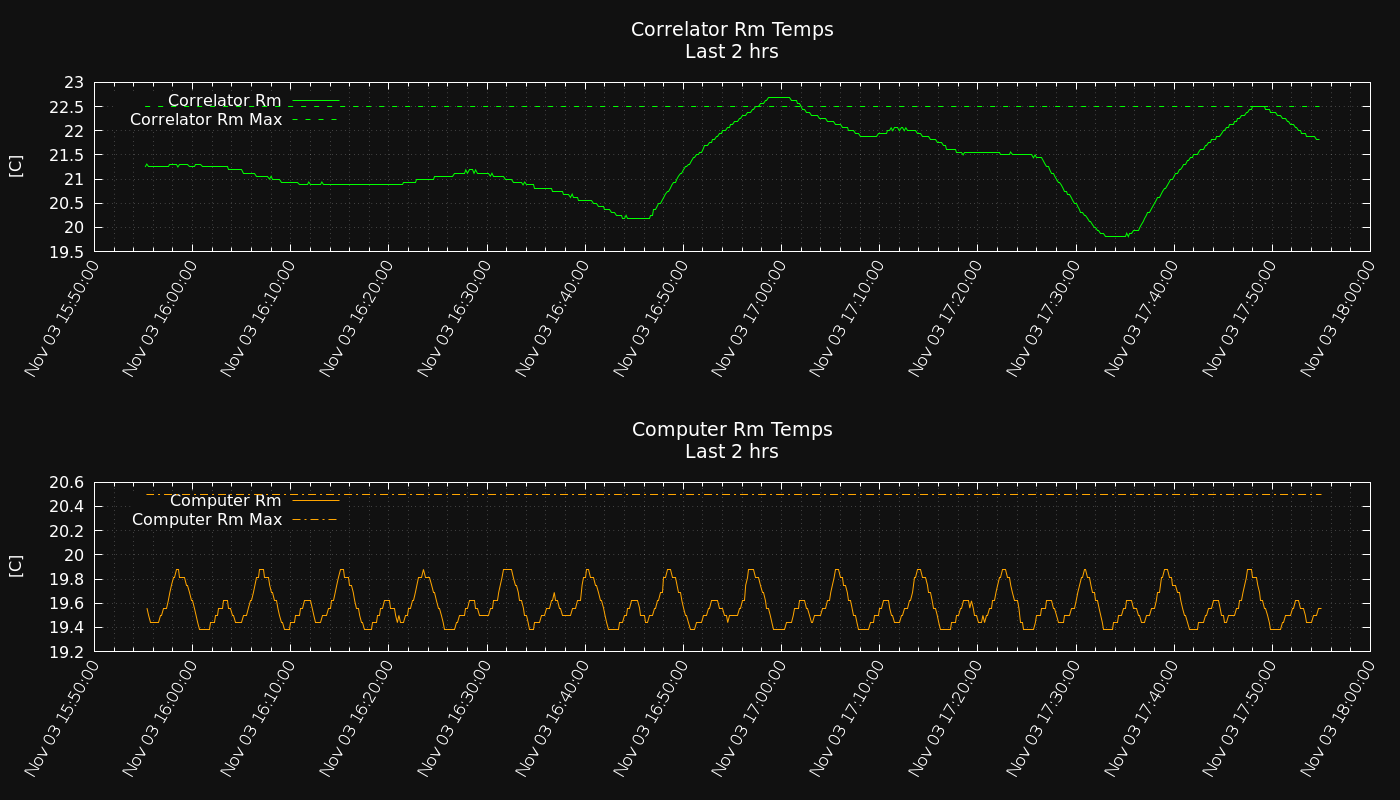 Correlator Rm Temps
Last 2 hrs
[C]
23
22.5
22
21.5
21
20.5
20
19.5
Correlator Rm
Correlator Rm Max
Nov 03 15:50:00
Nov 03 16:00:00
Nov 03 16:10:00
Nov 03 16:20:00
Nov 03 16:30:00
Nov 03 16:40:00
Nov 03 16:50:00
Nov 03 17:00:00
Nov 03 17:10:00
Nov 03 17:20:00
Nov 03 17:30:00
Nov 03 17:40:00
Nov 03 17:50:00
Nov 03 18:00:00
Computer Rm Temps
Last 2 hrs
[C]
20.6
20.4
20.2
20
19.8
19.6
19.4
19.2
Computer Rm
Computer Rm Max
Nov 03 15:50:00
Nov 03 16:00:00
Nov 03 16:10:00
Nov 03 16:20:00
Nov 03 16:30:00
Nov 03 16:40:00
Nov 03 16:50:00
Nov 03 17:00:00
Nov 03 17:10:00
Nov 03 17:20:00
Nov 03 17:30:00
Nov 03 17:40:00
Nov 03 17:50:00
Nov 03 18:00:00